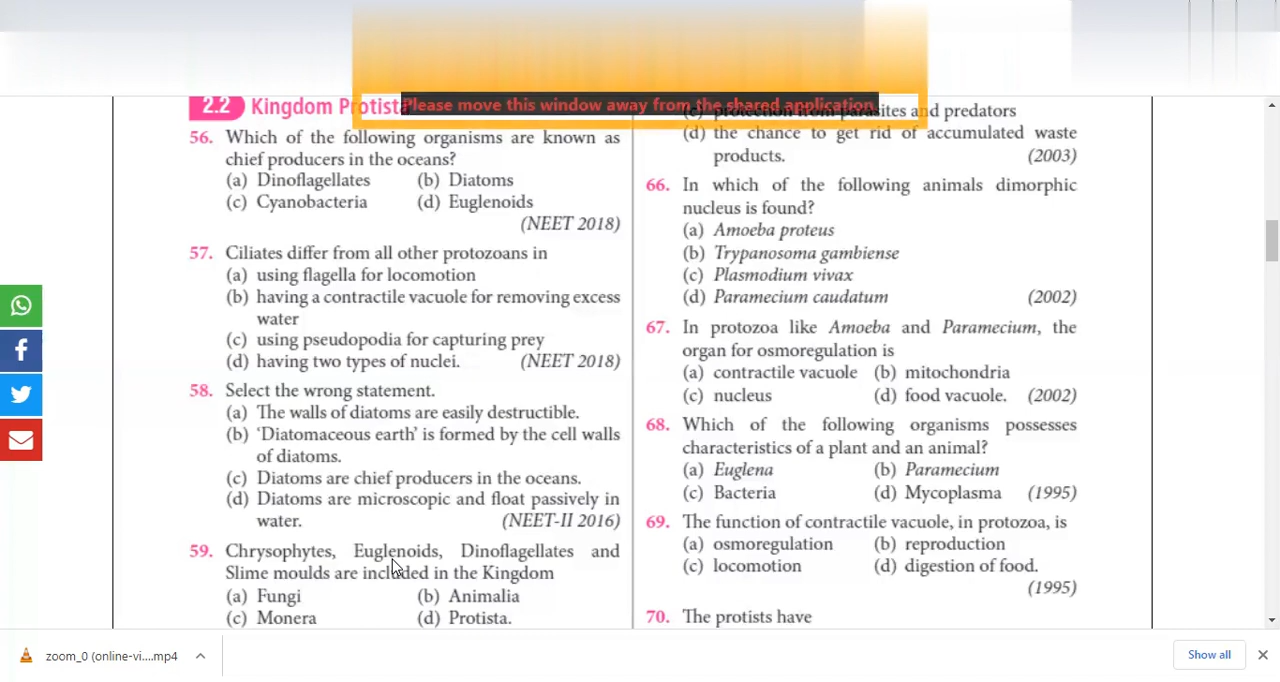 Please move this window away from the shared application
2.2 Kingdom Protista
56. Which of the following organisms are known as
chief producers in the oceans?
(a) Dinoflagellates (b) Diatoms
(c) Cyanobacteria (d) Euglenoids
(NEET 2018)
57. Ciliates differ from all other protozoans in
(a) using flagella for locomotion
(b) having a contractile vacuole for removing excess
water
(c) using pseudopodia for capturing prey
(d) having two types of nuclei. (NEET 2018)
58. Select the wrong statement.
(a) The walls of diatoms are easily destructible.
(b) ‘Diatomaceous earth’ is formed by the cell walls
of diatoms.
(c) Diatoms are chief producers in the oceans.
(d) Diatoms are microscopic and float passively in
water. (NEET-II 2016)
59. Chrysophytes, Euglenoids, Dinoflagellates and
Slime moulds are included in the Kingdom
(a) Fungi (b) Animalia
(c) Monera (d) Protista.
(c) protection from parasites and predators
(d) the chance to get rid of accumulated waste
products. (2003)
66. In which of the following animals dimorphic
nucleus is found?
(a) Amoeba proteus
(b) Trypanosoma gambiense
(c) Plasmodium vivax
(d) Paramecium caudatum (2002)
67. In protozoa like Amoeba and Paramecium, the
organ for osmoregulation is
(a) contractile vacuole (b) mitochondria
(c) nucleus (d) food vacuole. (2002)
68. Which of the following organisms possesses
characteristics of a plant and an animal?
(a) Euglena (b) Paramecium
(c) Bacteria (d) Mycoplasma (1995)
69. The function of contractile vacuole, in protozoa, is
(a) osmoregulation (b) reproduction
(c) locomotion (d) digestion of food.
(1995)
70. The protists have
zoom_0 (online-vi....mp4
Show all